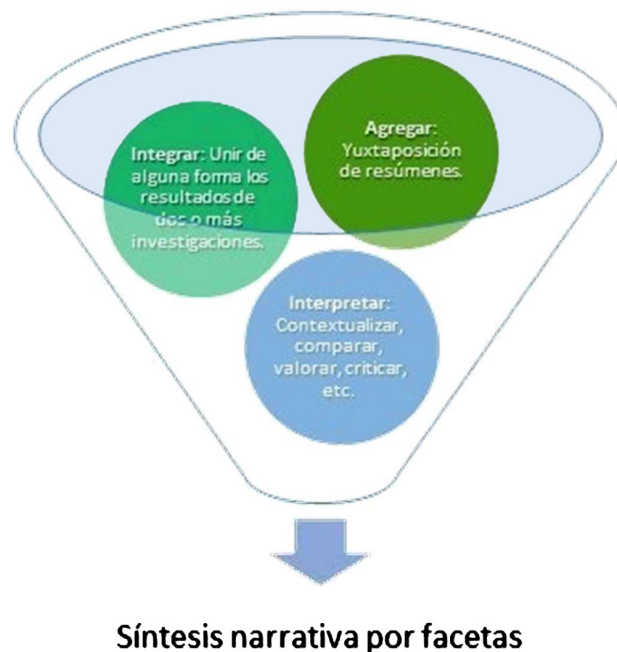 Agregar:
Yuxtaposición
de resúmenes.
Integrar: Unir de
alguna forma los
resultados de
dos o más
investigaciones.
Interpretar:
Contextualizar,
comparar,
valorar, criticar,
etc.
Síntesis narrativa por facetas